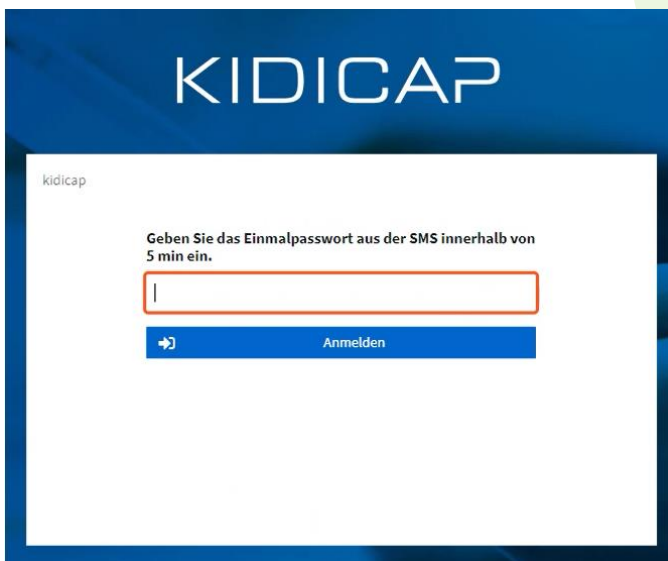 KIDICAP
kidicap
Geben Sie das Einmalpasswort aus der SMS innerhalb von
5 min ein.
Anmelden